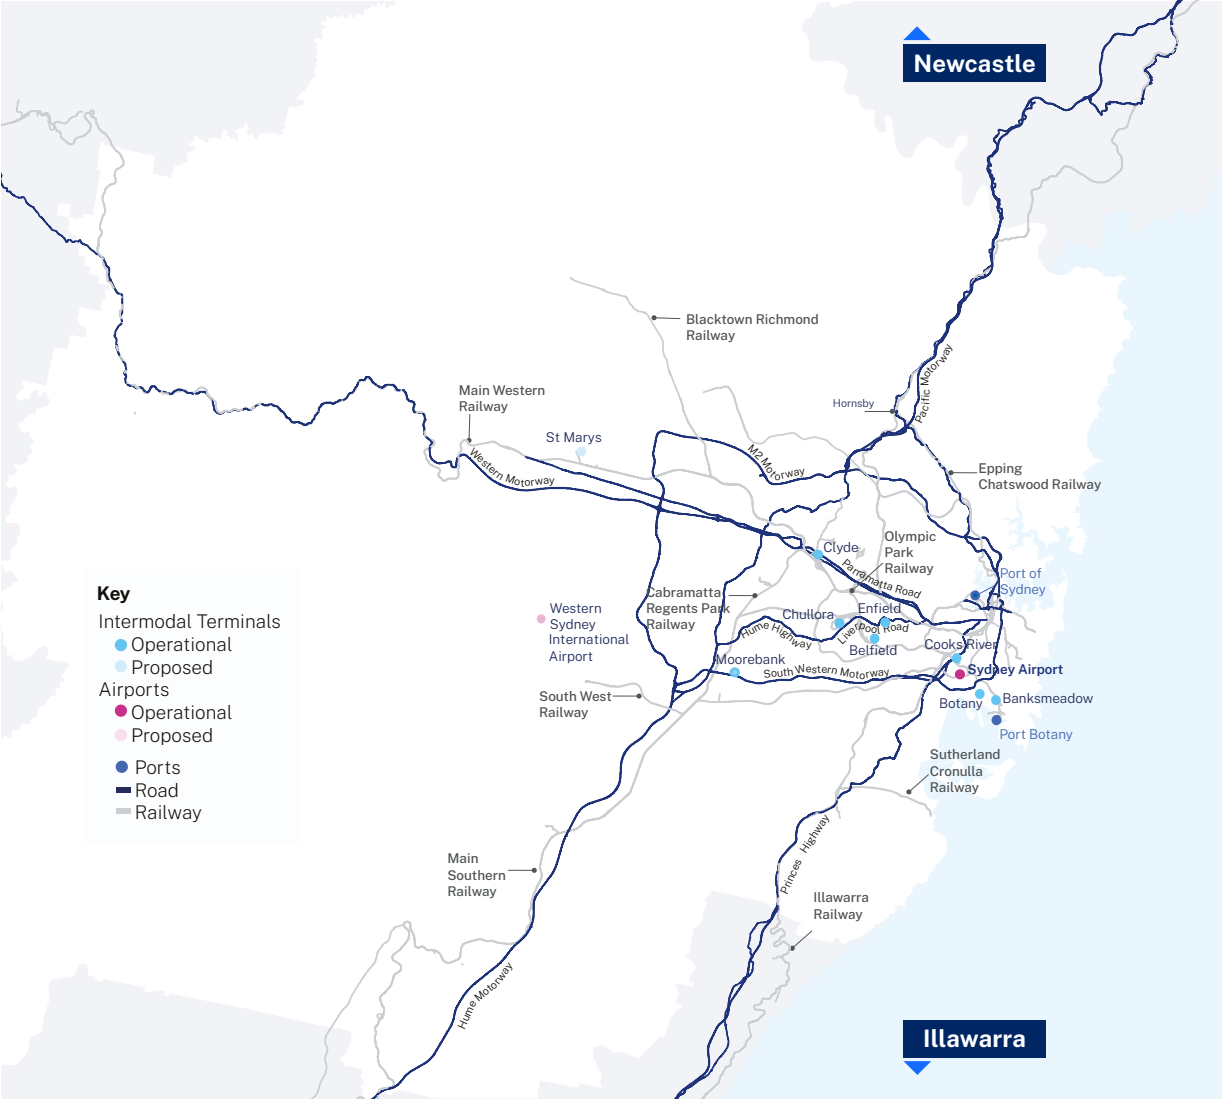 Newcastle
Blacktown Richmond
Railway
Pacific Motorway
Main Western
Railway
Hornsby
St Marys
Western Motorway
M2 Motorway
Epping
Chatswood Railway
Olympic
Park
Railway
Clyde
Parramatta Road
Port of
Sydney
Cabramatta
Regents Park
Railway
Western
Sydney
International
Airport
Chullora
Enfield
Hume Highway
Liverpool Road
Belfield
Cooks River
Moorebank
South Western Motorway
Sydney Airport
South West
Railway
Botany
Banksmeadow
Port Botany
Sutherland
Cronulla
Railway
Key
Intermodal Terminals
Operational
Proposed
Airports
Operational
Proposed
Ports
Road
Railway
Princes Highway
Main
Southern
Railway
Illawarra
Railway
Hume Motorway
Illawarra